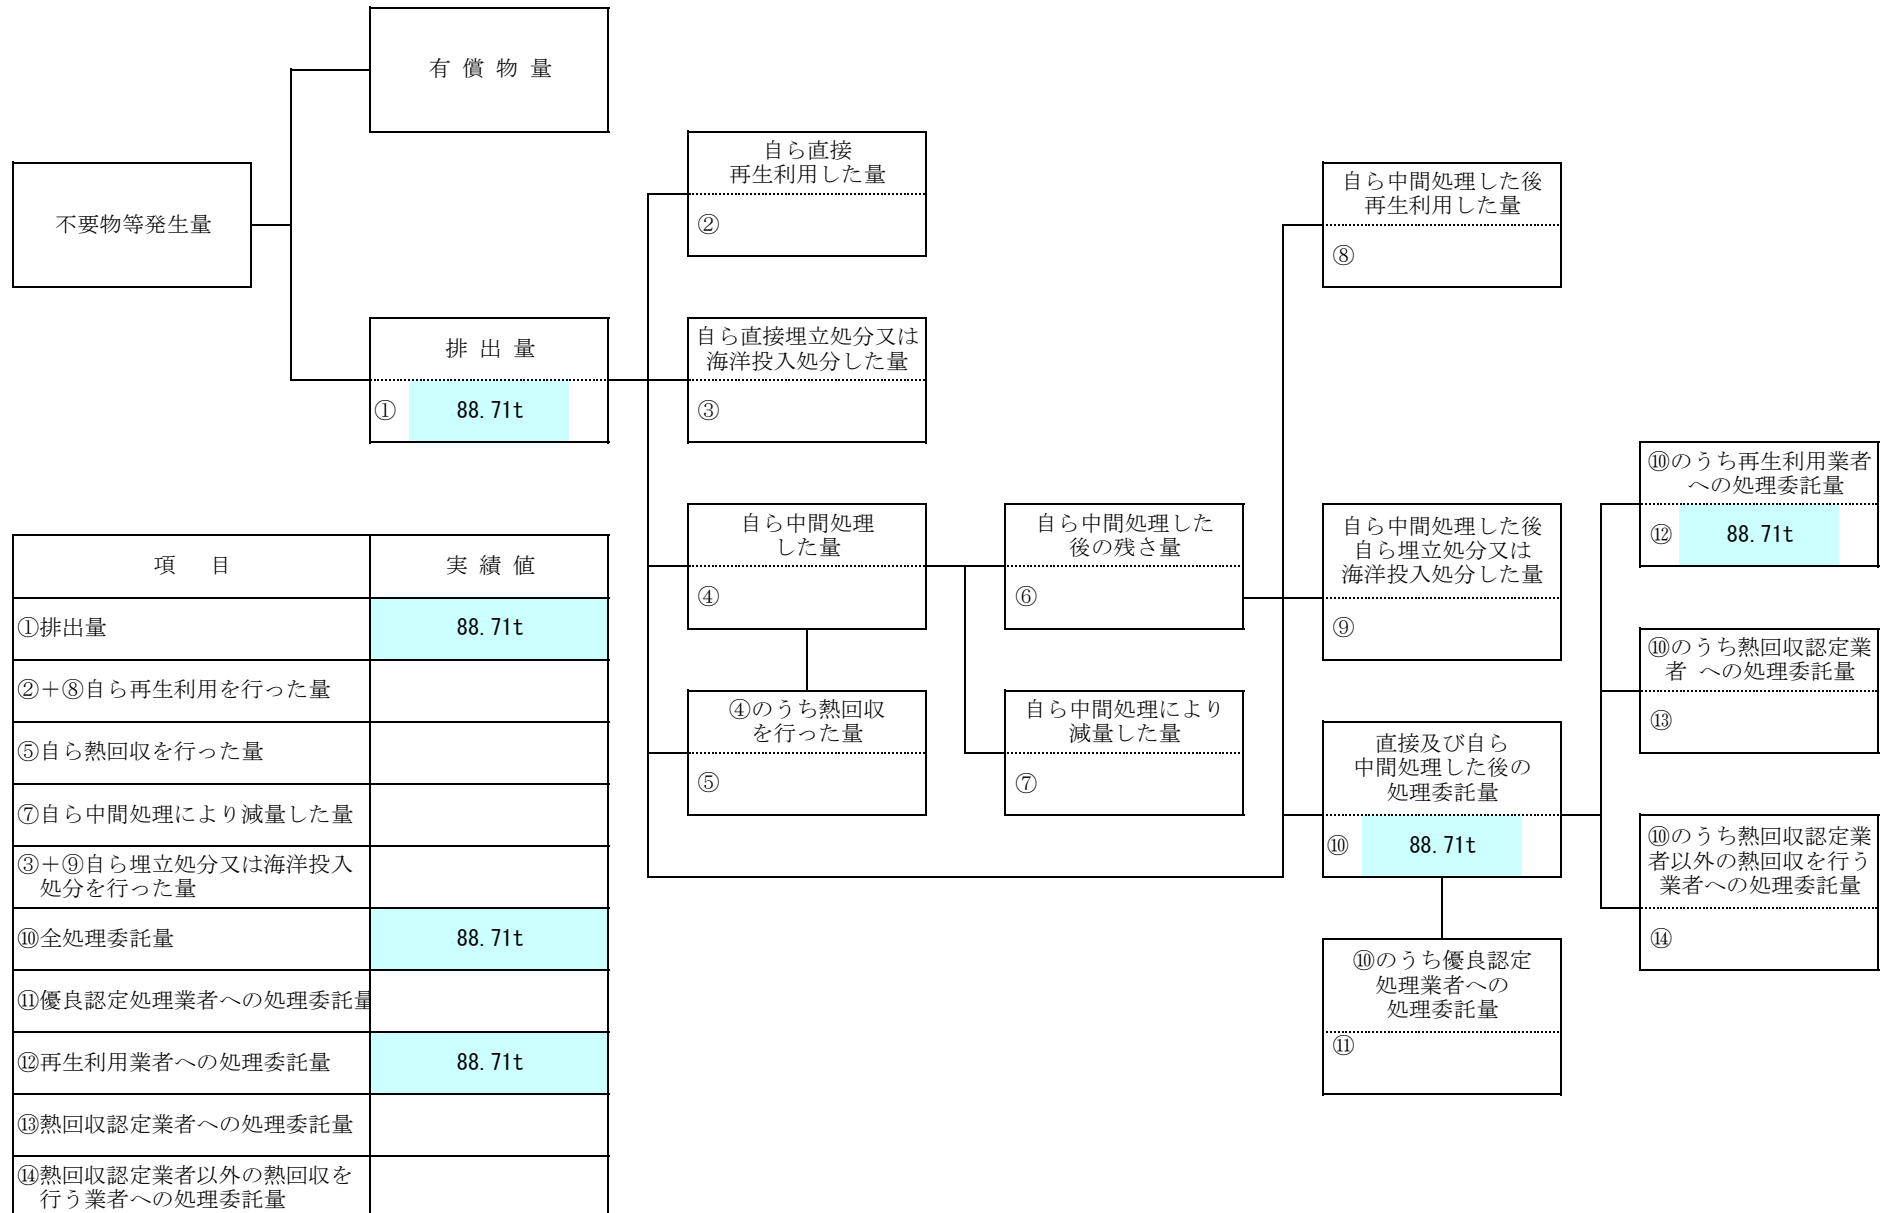 有 償 物 量
不要物等発生量
排 出 量
① 88.71t
自ら直接
再生利用した量
②
自ら直接埋立処分又は
海洋投入処分した量
③
自ら中間処理
した量
④
④のうち熱回収
を行った量
⑤
自ら中間処理した
後の残さ量
⑥
自ら中間処理により
減量した量
⑦
自ら中間処理した後
再生利用した量
⑧
自ら中間処理した後
自ら埋立処分又は
海洋投入処分した量
⑨
直接及び自ら
中間処理した後の
処理委託量
⑩ 88.71t
⑩のうち優良認定
処理業者への
処理委託量
⑪
⑩のうち再生利用業者
への処理委託量
⑫ 88.71t
⑩のうち熱回収認定業
者 への処理委託量
⑬
⑩のうち熱回収認定業
者以外の熱回収を行う
業者への処理委託量
⑭
項 目 実 績 値
①排出量 88.71t
②＋⑧自ら再生利用を行った量
⑤自ら熱回収を行った量
⑦自ら中間処理により減量した量
③＋⑨自ら埋立処分又は海洋投入
処分を行った量
⑩全処理委託量 88.71t
⑪優良認定処理業者への処理委託量
⑫再生利用業者への処理委託量 88.71t
⑬熱回収認定業者への処理委託量
⑭熱回収認定業者以外の熱回収を
行う業者への処理委託量